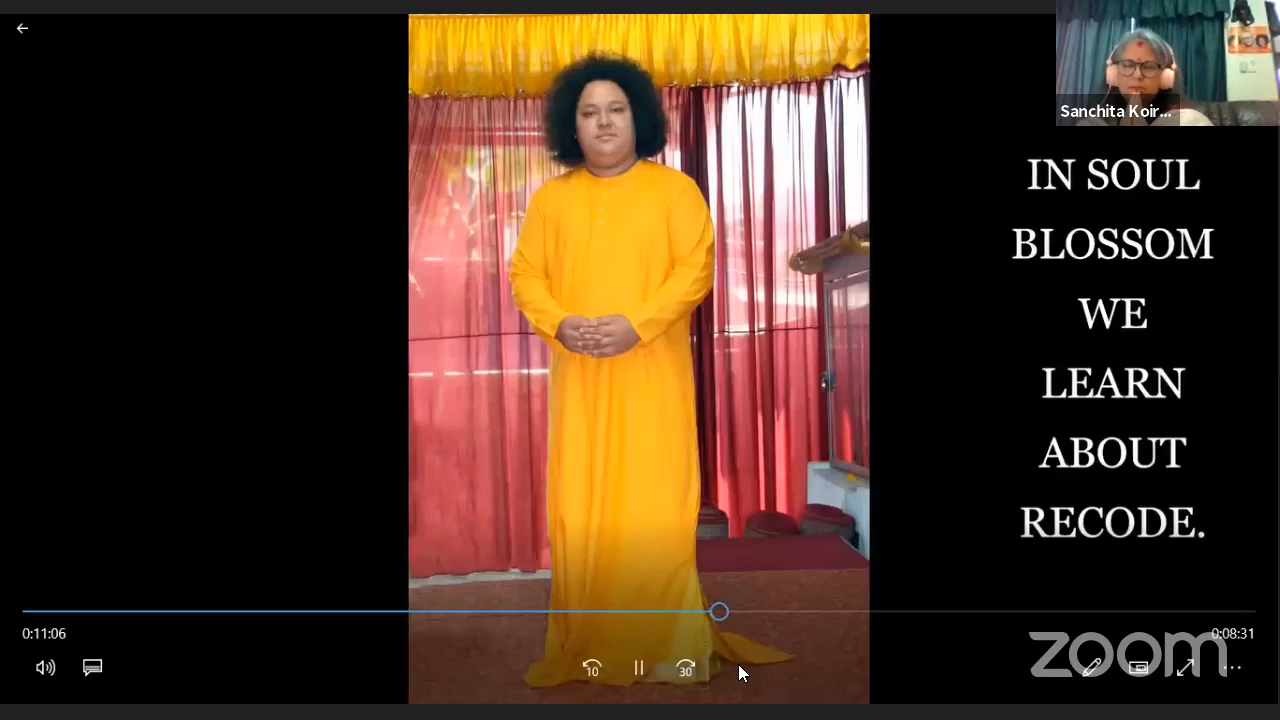 Sanchita Koir...
IN SOUL
BLOSSOM
WE
LEARN
ABOUT
RECODE.
0:11:06
0:08:31
10
30
zoom